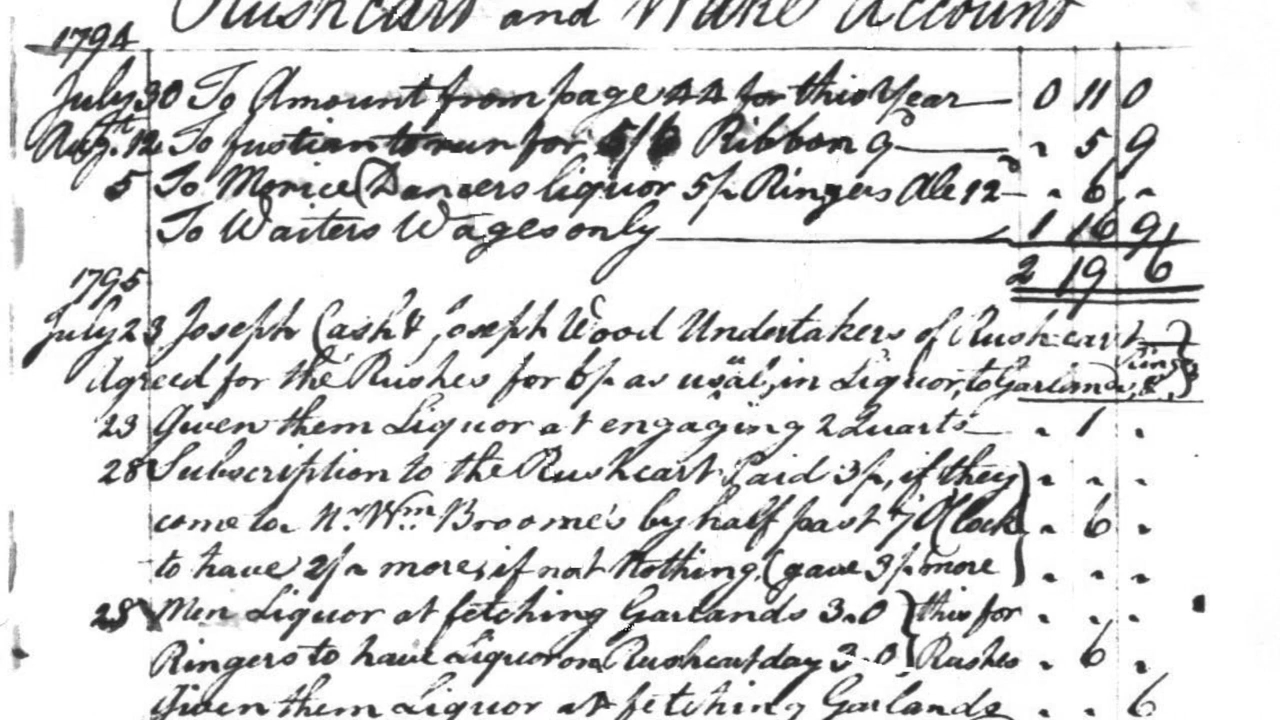 Rushcart and Wake Account
1794
July 30 To Amount from page 44 for this Year 0 11 0
Augt. 12 To fustian to run for 5/6 Ribbon 9 " 5 9
5 To Morice Dancers liquor 5/- Ringers Ale 12d " 6 "
To Waiters Wages only 1 16 9
2 19 6
1795
July 23 Joseph Cash & Joseph Wood Undertakers of Rushcart
Agreed for the Rushes for 6/- as usual, in Liquor, to Garland,
23 Given them Liquor at engaging 2 Quarts " 1 "
28 Subscription to the Rushcart Paid 3/-, if they " " "
come to Mr. Wm. Broome's by half past 7 O'Clock " 6 "
to have 2/- more, if not Nothing (gave 3/- more " " "
28 Men Liquor at fetching Garlands 3.0 } this for " " "
Ringers to have Liquor on Rushcart day 3.0 } Rushes " 6 "
Given them Liquor at fetching Garlands " " 6